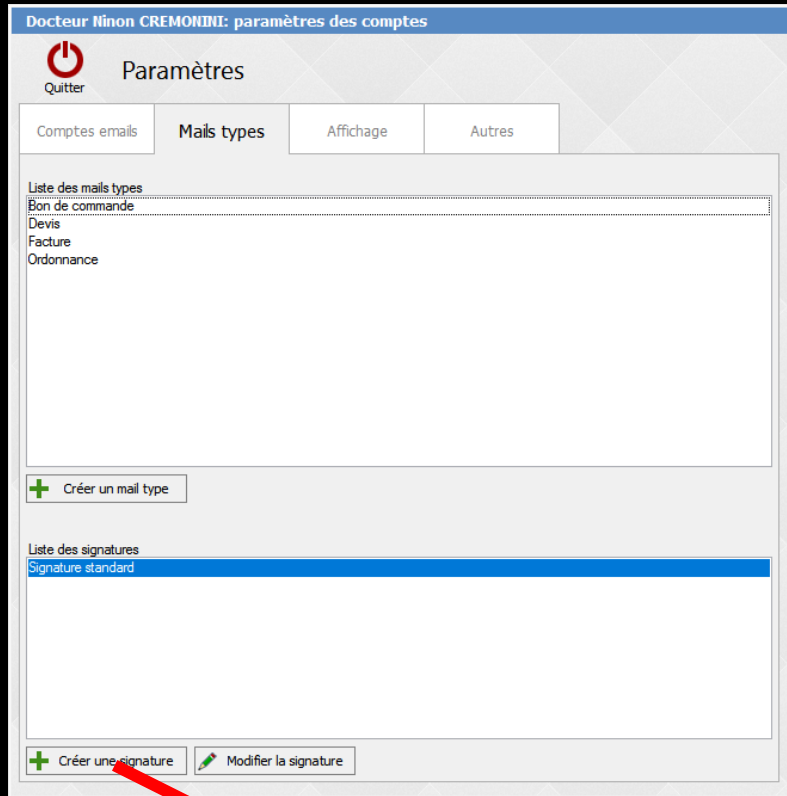 Docteur Ninon CREMONINI: paramètres des comptes
Paramètres
Quitter
Comptes emails Mails types Affichage Autres
Liste des mails types
Bon de commande
Devis
Facture
Ordonnance
Créer un mail type
Liste des signatures
Signature standard
Créer une signature Modifier la signature